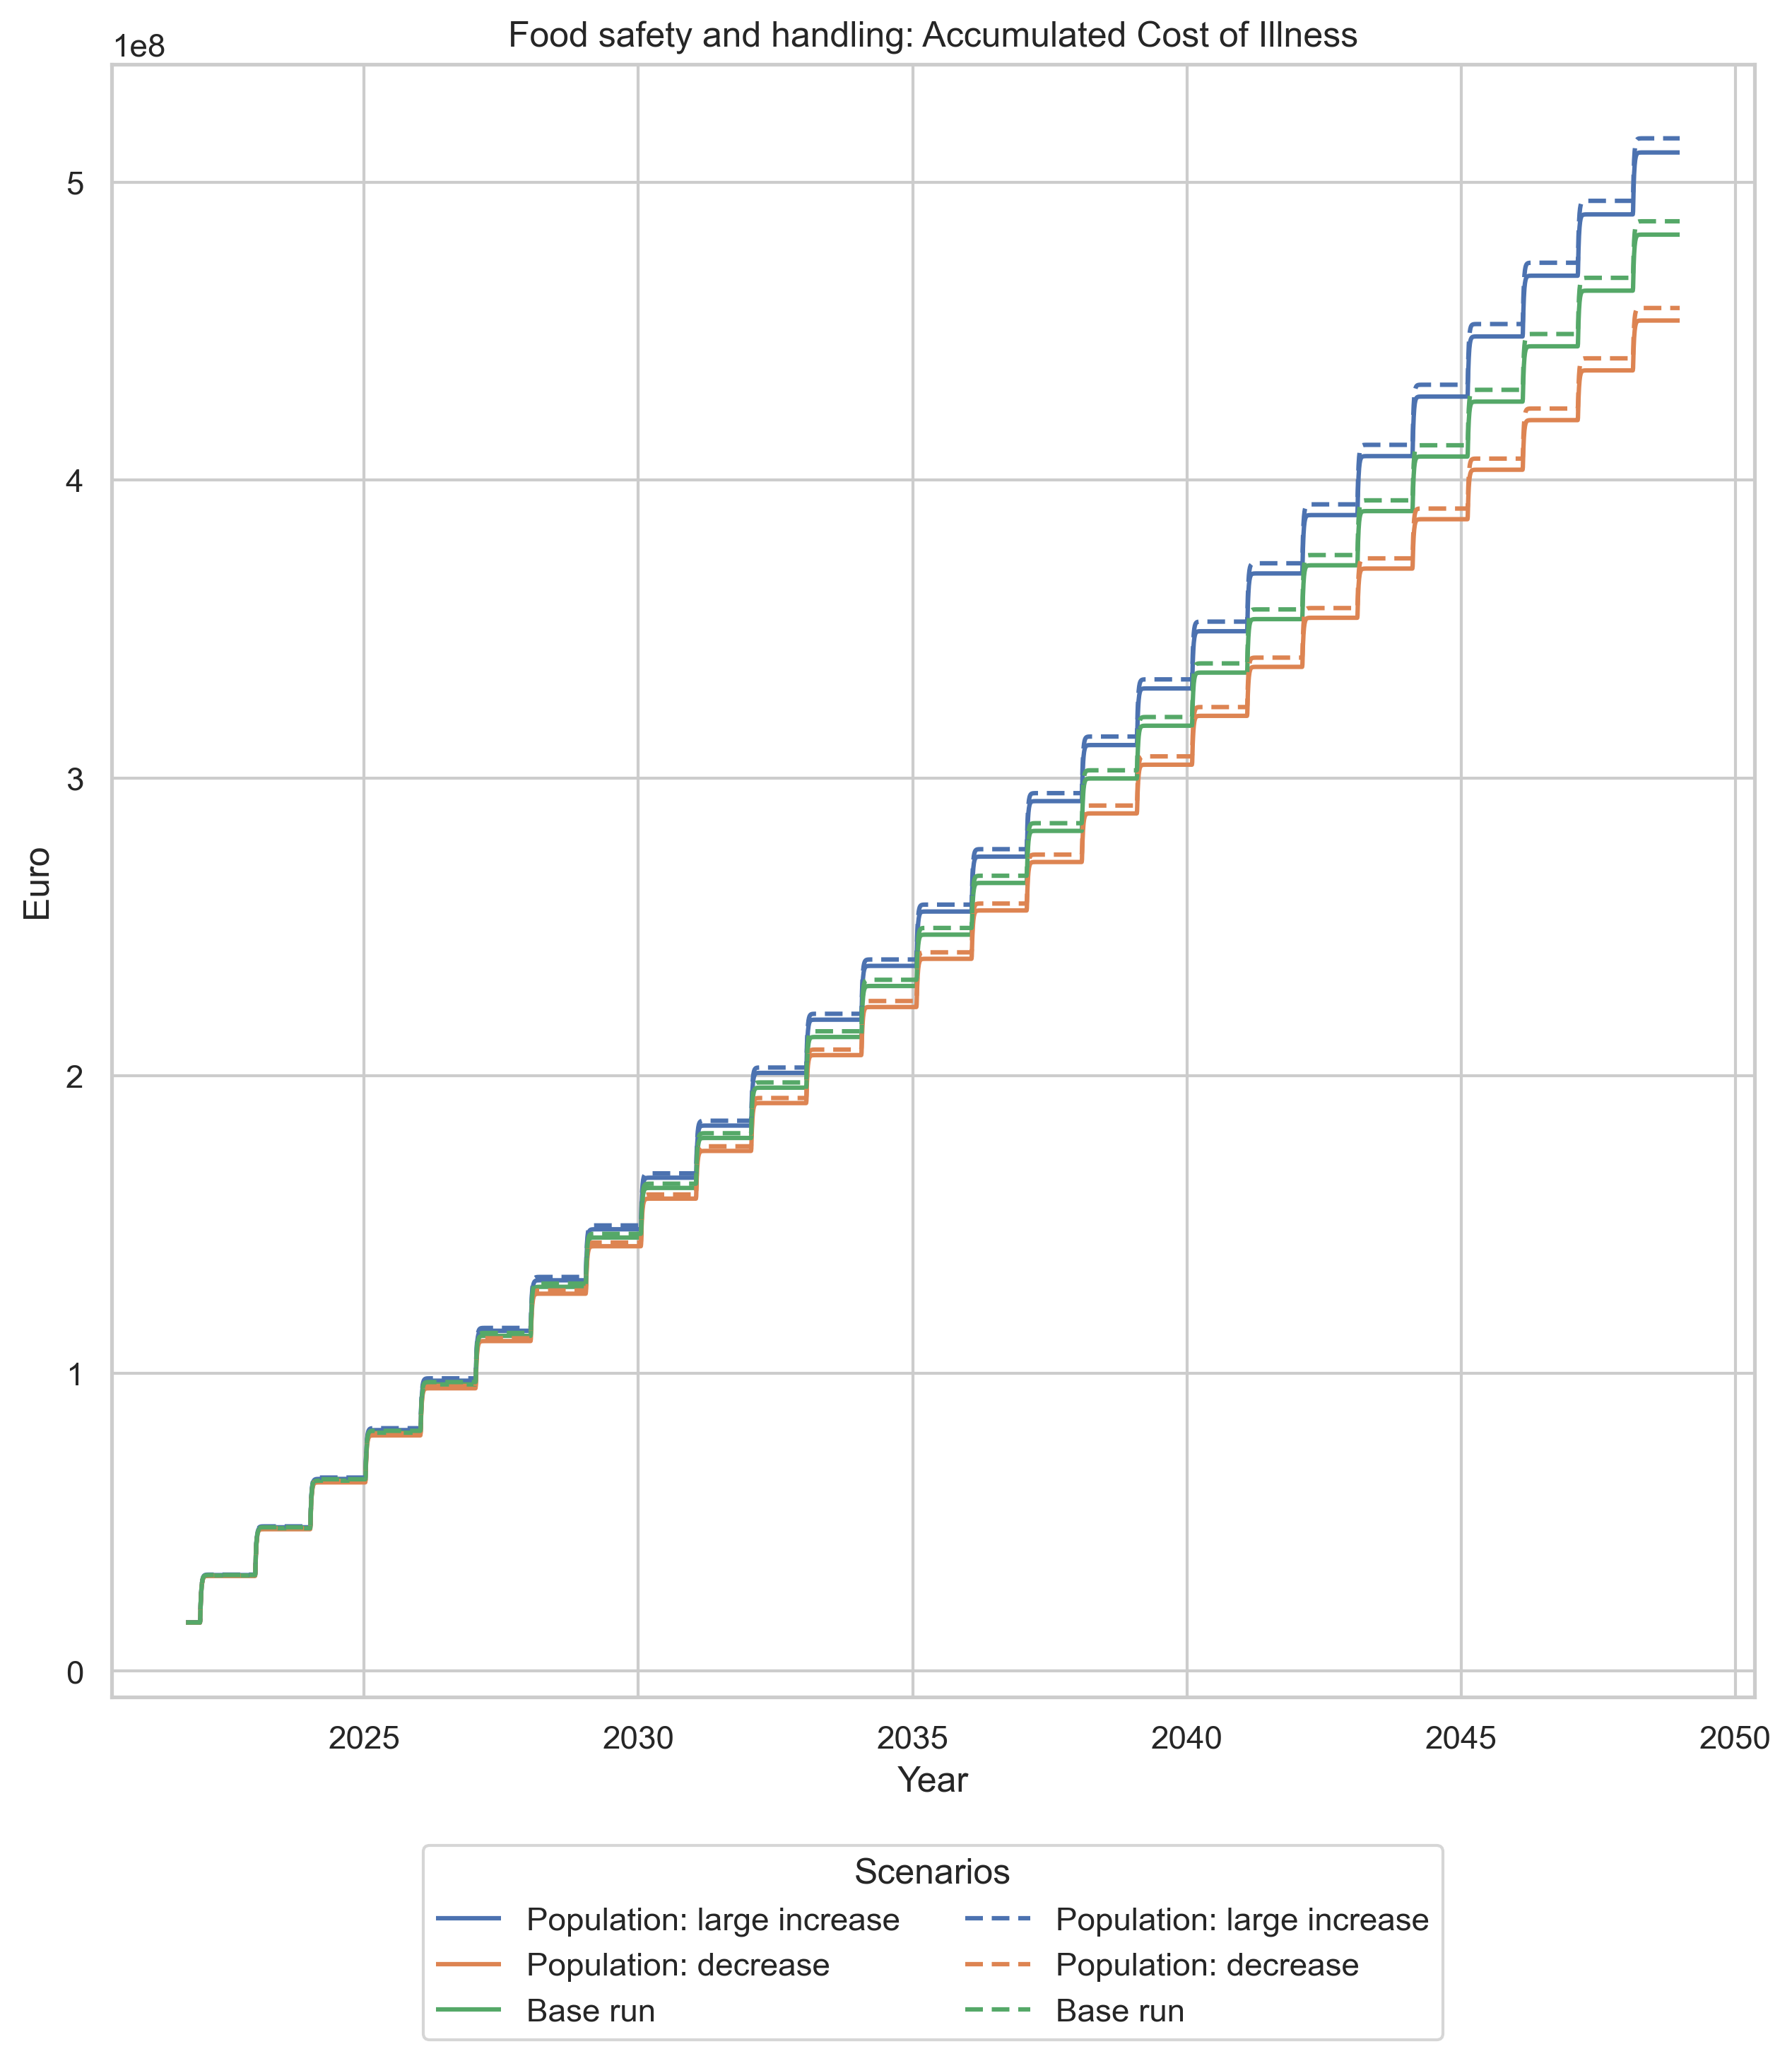 Food safety and handling: Accumulated Cost of Illness
1e8
5
4
3
2
1
0
Euro
2025 2030 2035 2040 2045 2050
Year
Scenarios
Population: large increase Population: large increase
Population: decrease Population: decrease
Base run Base run